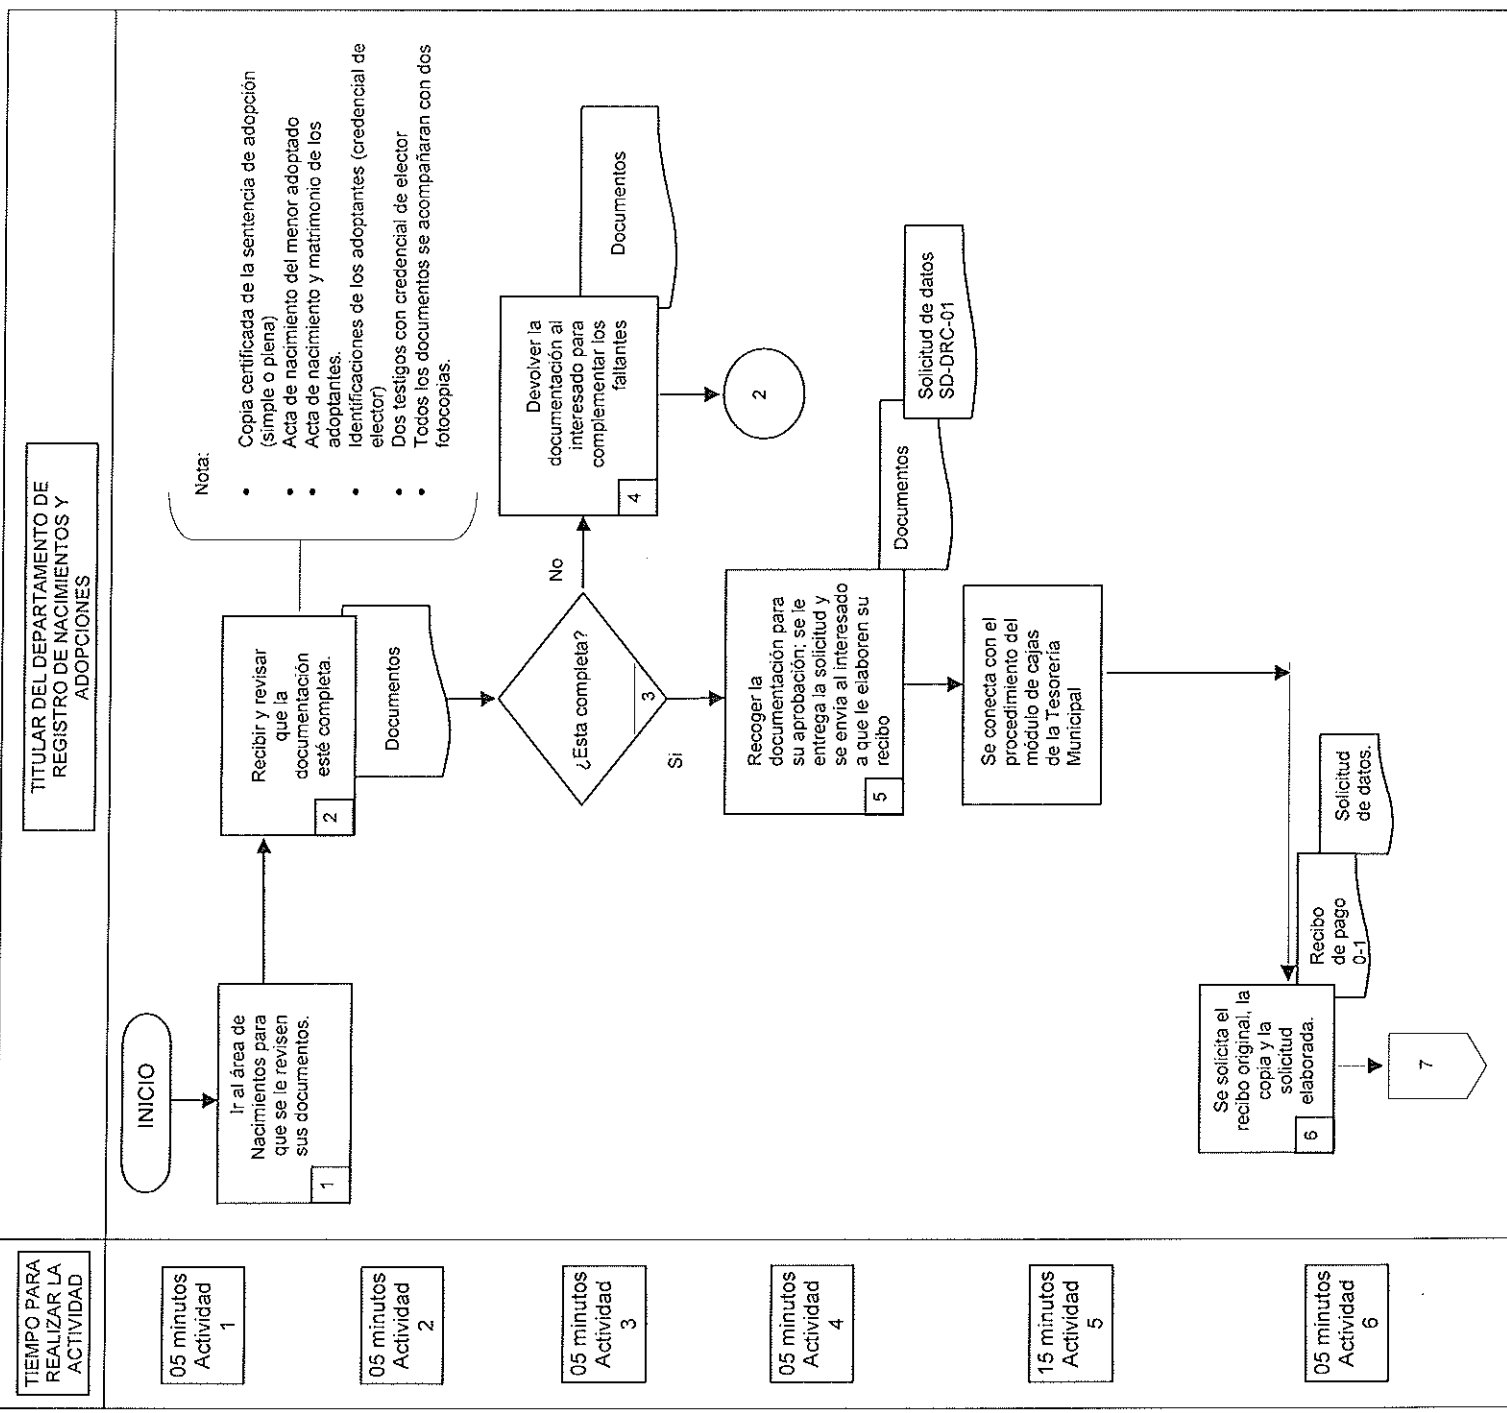 TIEMPO PARA
REALIZAR LA
ACTIVIDAD
TITULAR DEL DEPARTAMENTO DE
REGISTRO DE NACIMIENTOS Y
ADOPCIONES
05 minutos
Actividad
1
05 minutos
Actividad
2
05 minutos
Actividad
3
05 minutos
Actividad
4
15 minutos
Actividad
5
05 minutos
Actividad
6
INICIO
Ir al área de
Nacimientos para
que se le revisen
sus documentos.
1
Recibir y revisar
que la
documentación
esté completa.
2
Documentos
Nota:
• Copia certificada de la sentencia de adopción
(simple o plena)
• Acta de nacimiento del menor adoptado
• Acta de nacimiento y matrimonio de los
adoptantes.
• Identificaciones de los adoptantes (credencial de
elector)
• Dos testigos con credencial de elector
• Todos los documentos se acompañaran con dos
fotocopias.
¿Esta completa?
3
No
Si
Devolver la
documentación al
interesado para
complementar los
faltantes
4
Documentos
2
Recoger la
documentación para
su aprobación; se le
entrega la solicitud y
se envía al interesado
a que le elaboren su
recibo
5
Documentos
Solicitud de datos
SD-DRC-01
Se conecta con el
procedimiento del
módulo de cajas
de la Tesorería
Municipal
Se solicita el
recibo original, la
copia y la
solicitud
elaborada.
6
Recibo
de pago
0-1
Solicitud
de datos.
7